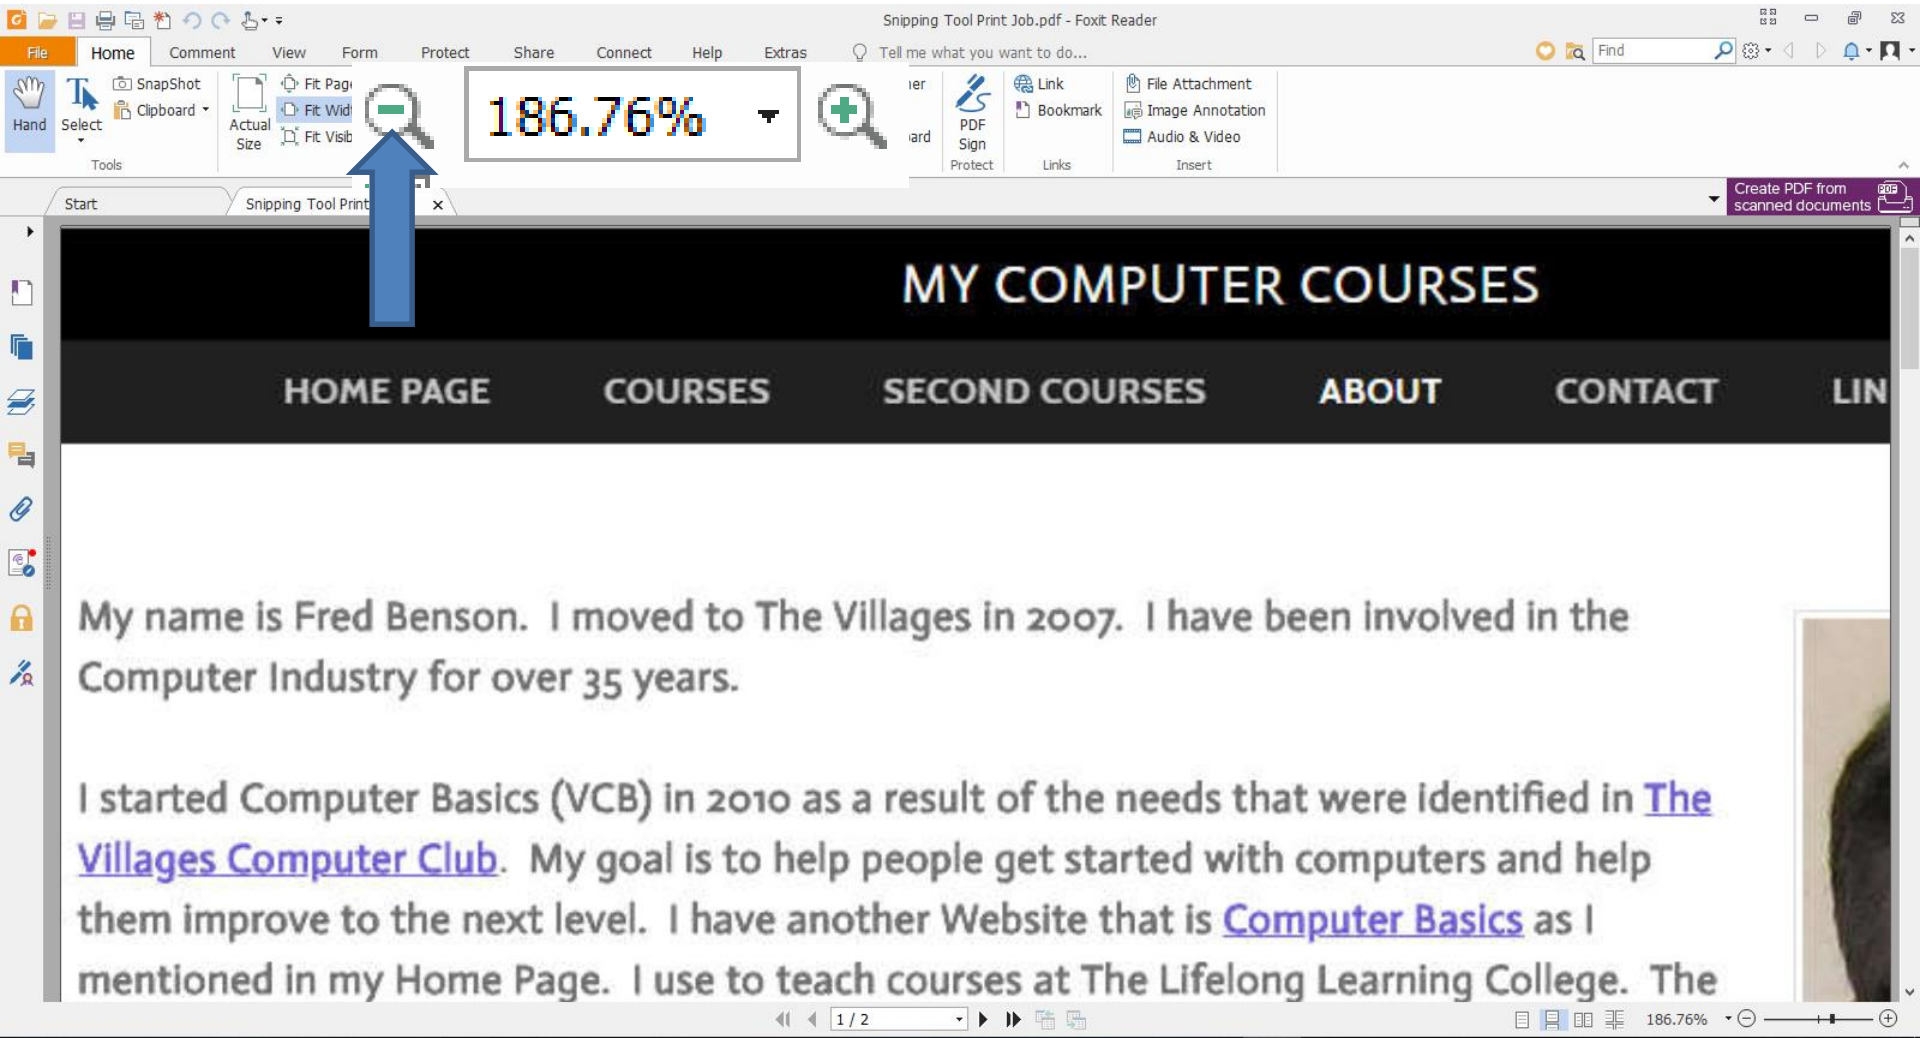 Snipping Tool Print Job.pdf - Foxit Reader
File Home Comment View Form Protect Share Connect Help Extras Tell me what you want to do... Find
Hand
Select
SnapShot
Clipboard
Tools
Actual
Size
Fit Page
Fit
Fit
186.76%
PDF
Sign
Protect
Link
Bookmark
Links
File Attachment
Image Annotation
Audio & Video
Insert
Start
Snipping Tool Print
Create PDF from
scanned documents
PDF
MY COMPUTER COURSES
HOME PAGE COURSES SECOND COURSES ABOUT CONTACT LIN
My name is Fred Benson. I moved to The Villages in 2007. I have been involved in the
Computer Industry for over 35 years.
I started Computer Basics (VCB) in 2010 as a result of the needs that were identified in The
Villages Computer Club. My goal is to help people get started with computers and help
them improve to the next level. I have another Website that is Computer Basics as I
mentioned in my Home Page. I use to teach courses at The Lifelong Learning College. The
1 / 2
186.76%